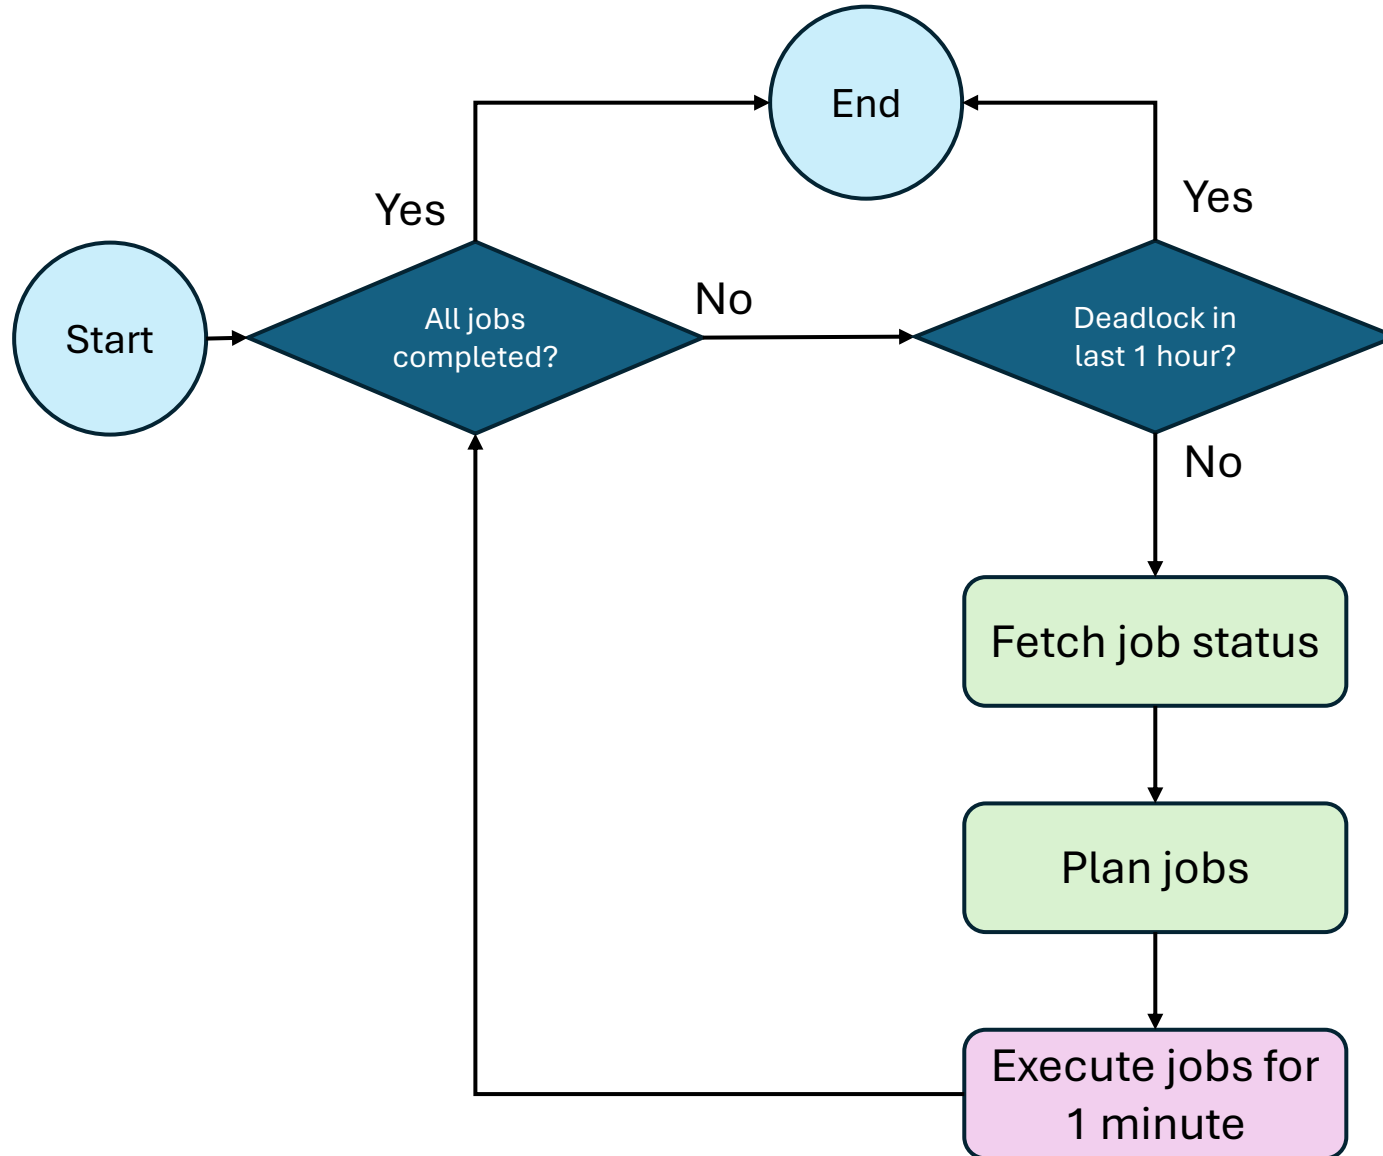 End
Yes
Yes
Start
All jobs
completed?
No
Deadlock in
last 1 hour?
No
Fetch job status
Plan jobs
Execute jobs for
1 minute